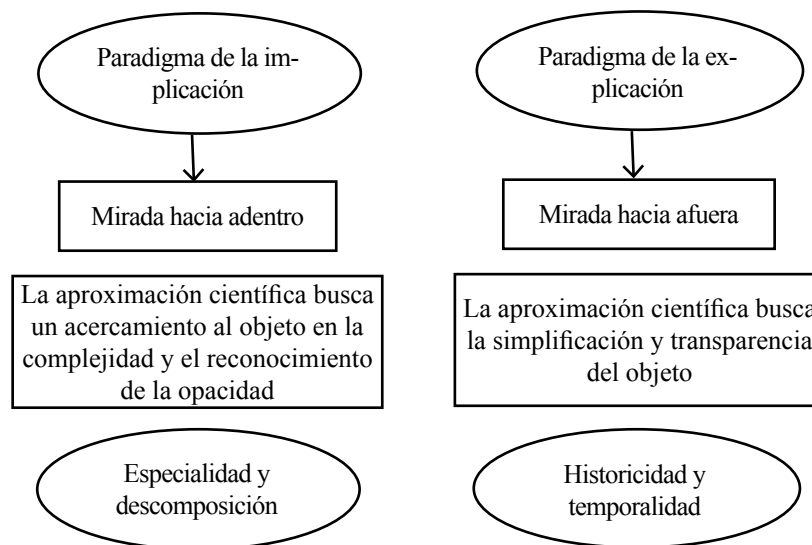 Paradigma de la im-
plicación
Mirada hacia adentro
La aproximación científica busca
un acercamiento al objeto en la
complejidad y el reconocimiento
de la opacidad
Especialidad y
descomposición
Paradigma de la ex-
plicación
Mirada hacia afuera
La aproximación científica busca
la simplificación y transparencia
del objeto
Historicidad y
temporalidad